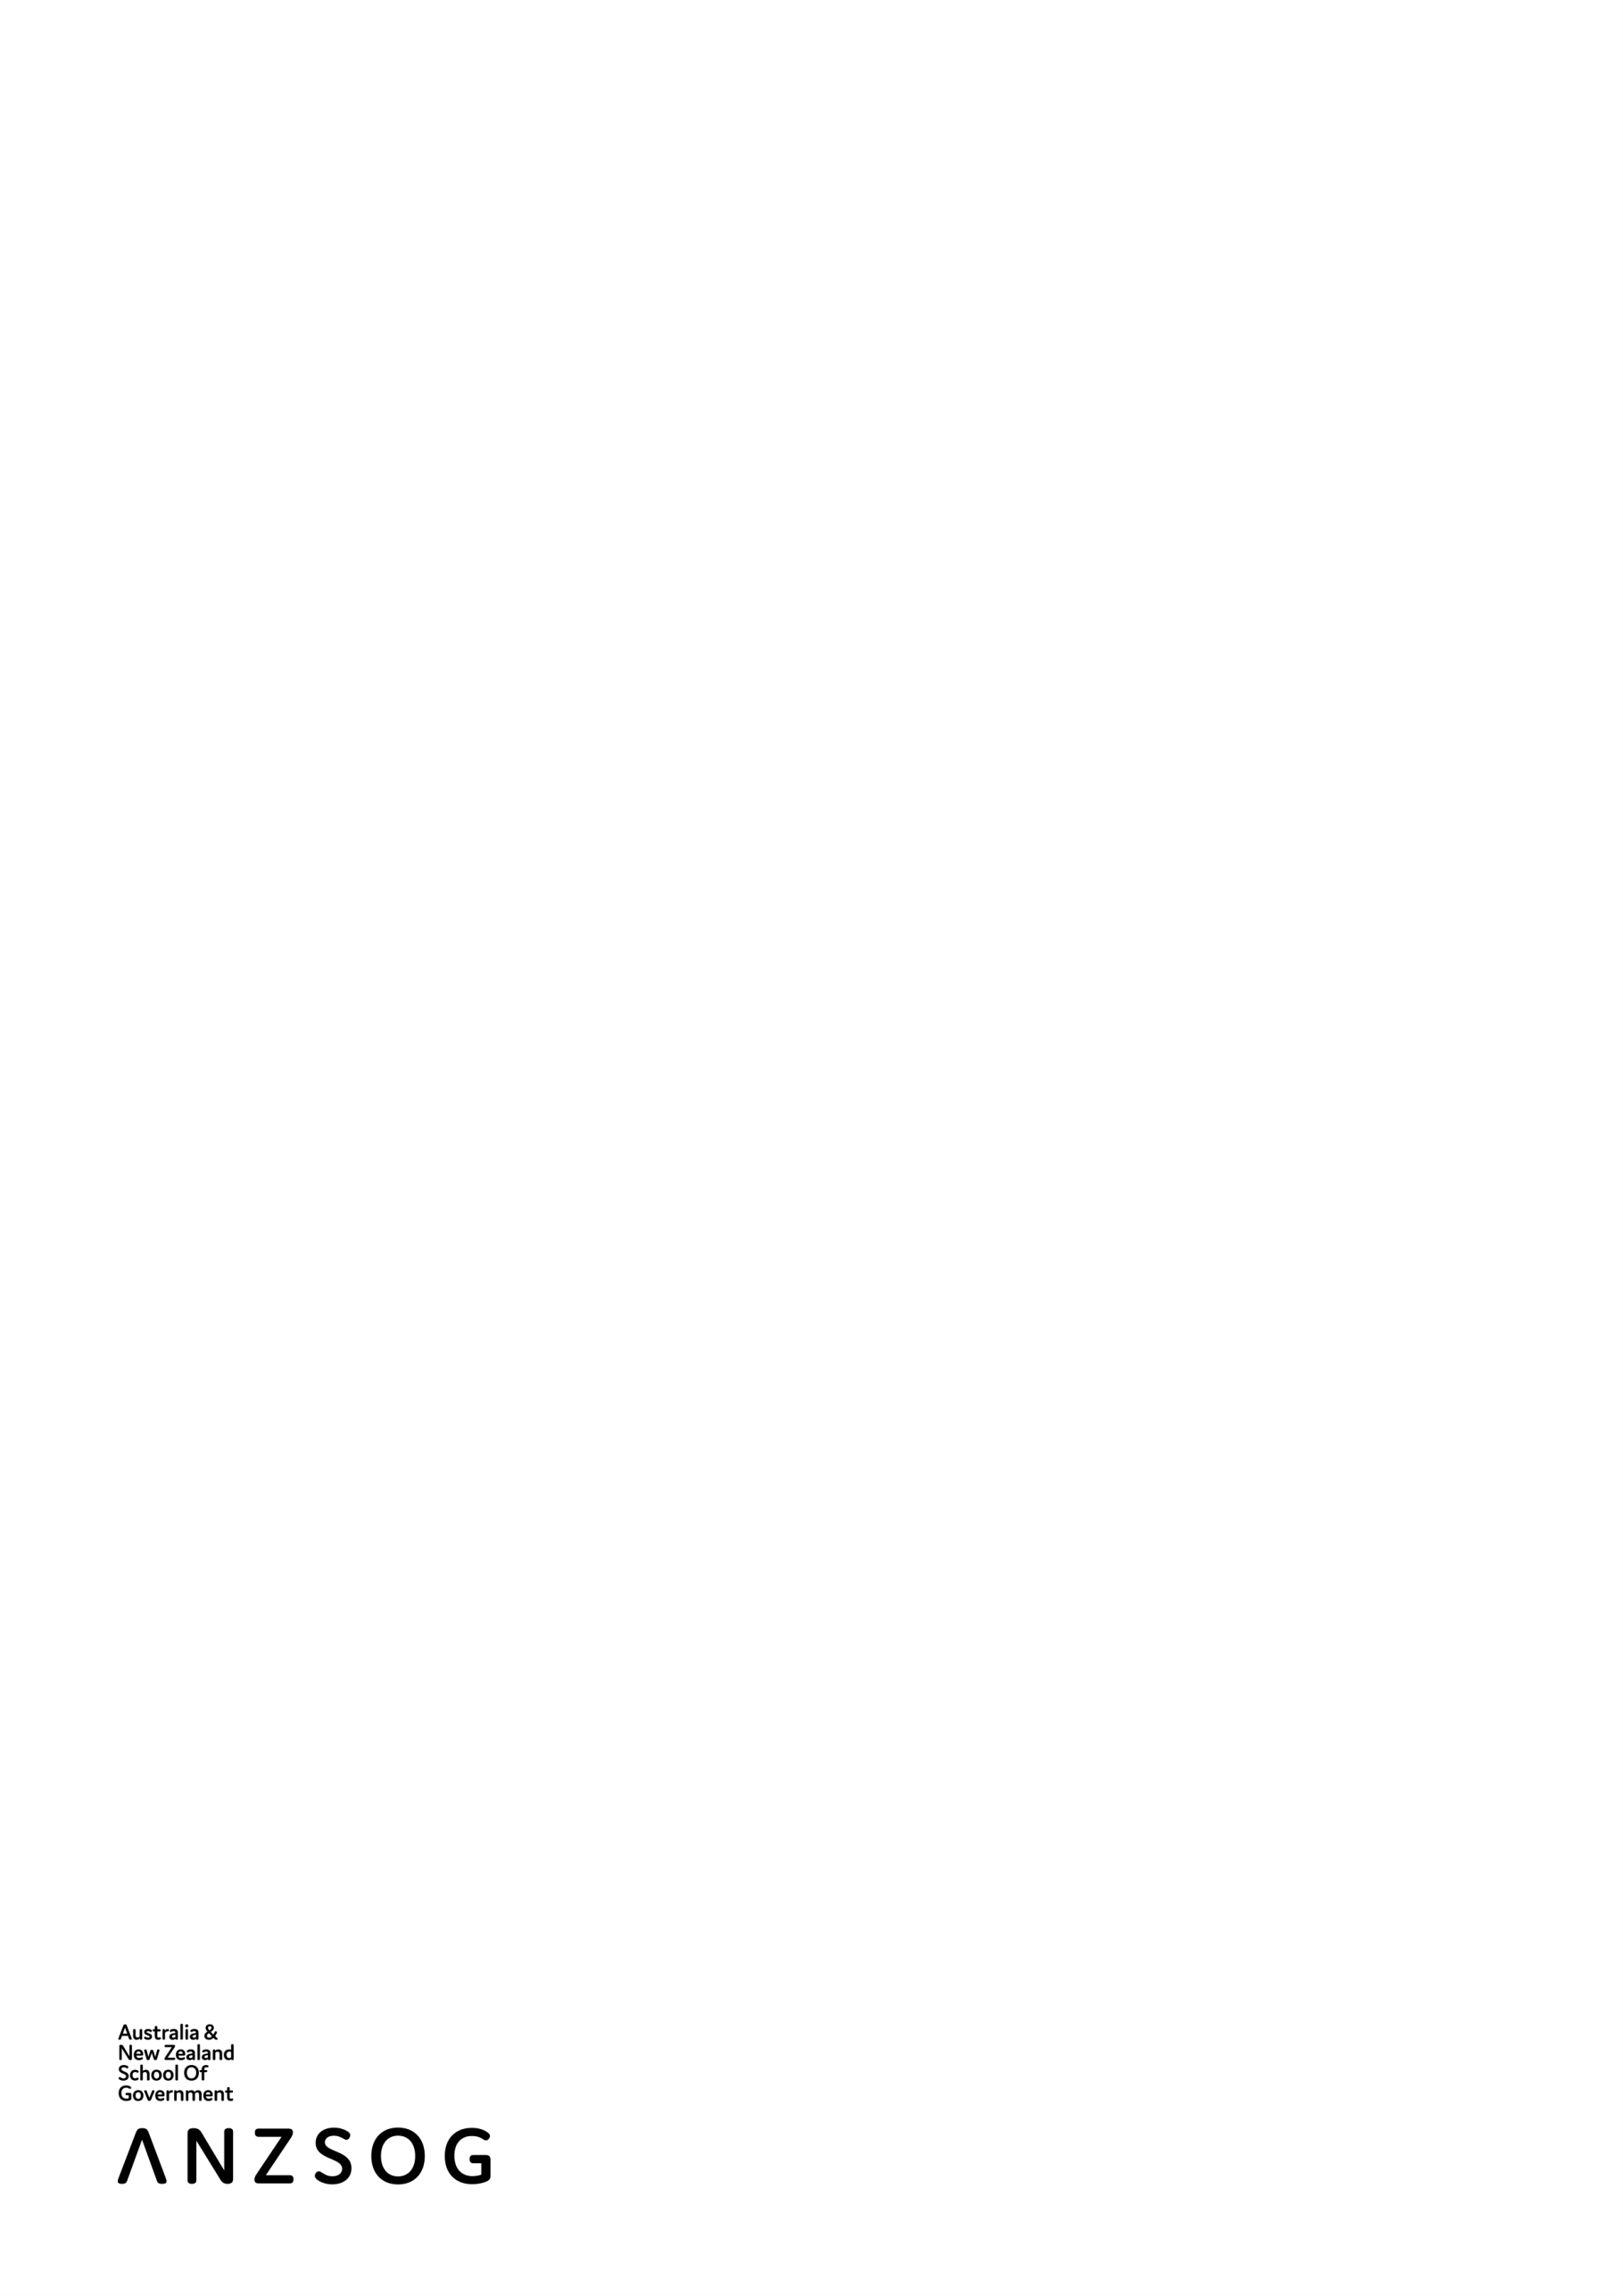 Australia &
New Zealand
School Of
Government
ANZSOG